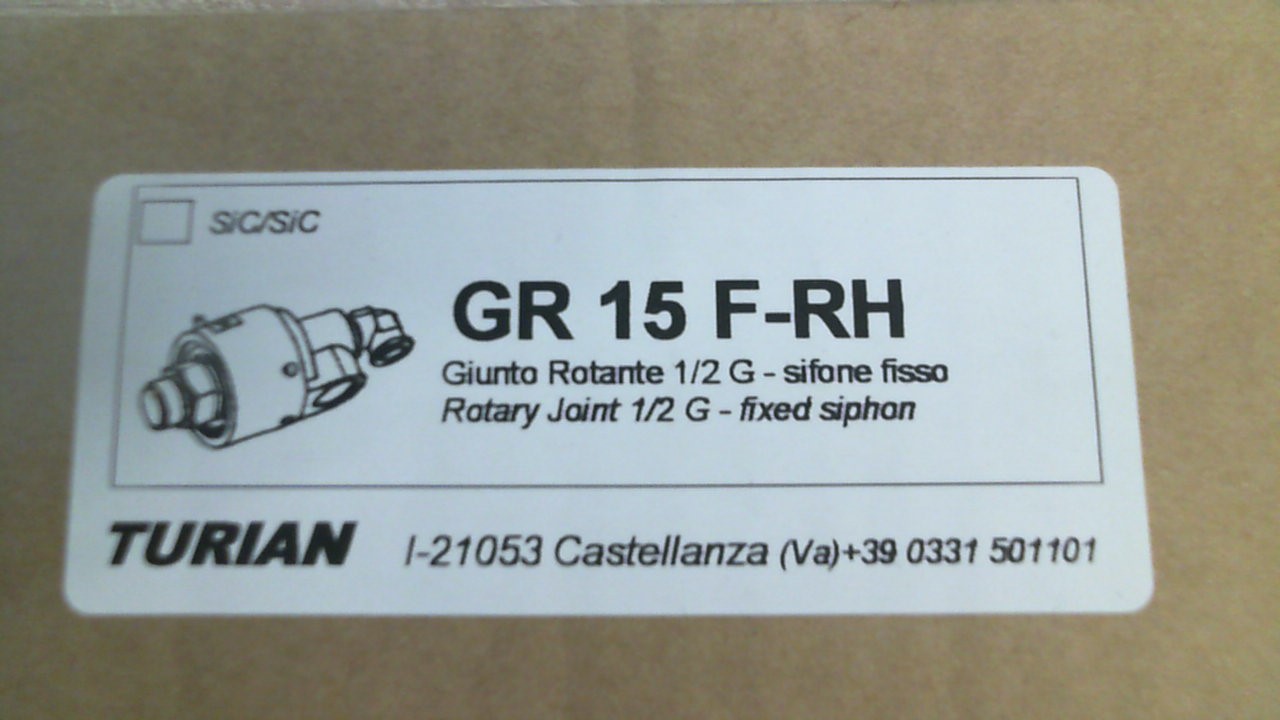 SiC/SiC
GR 15 F-RH
Giunto Rotante 1/2 G - sifone fisso
Rotary Joint 1/2 G - fixed siphon
TURIAN I-21053 Castellanza (Va)+39 0331 501101